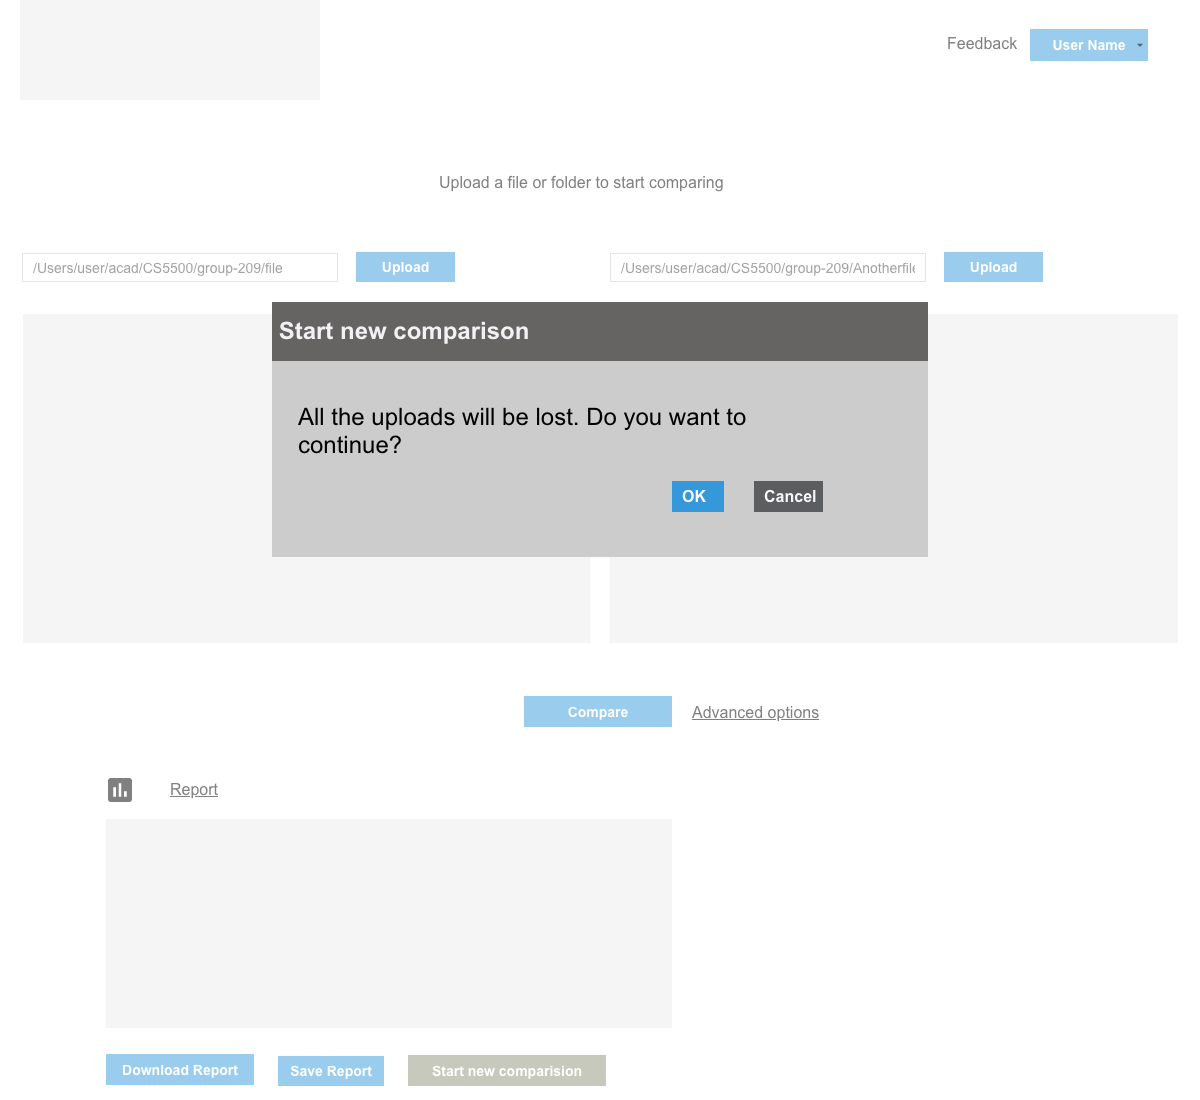 Feedback
User Name
Upload a file or folder to start comparing
/Users/user/acad/CS5500/group-209/file
Upload
/Users/user/acad/CS5500/group-209/Anotherfile
Upload
Start new comparison
All the uploads will be lost. Do you want to
continue?
OK
Cancel
Compare
Advanced options
Report
Download Report
Save Report
Start new comparision